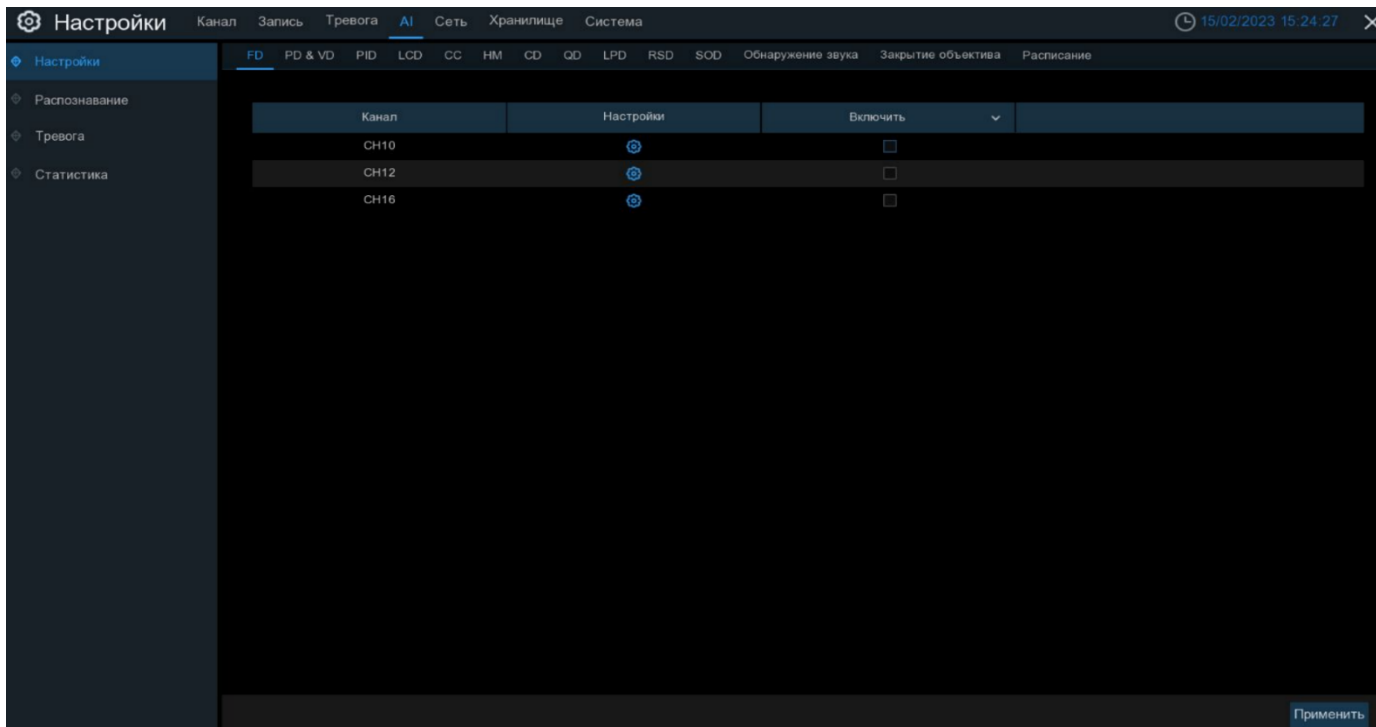 Настройки Канал Запись Тревога AI Сеть Хранилище Система 15/02/2023 15:24:27
Настройки
Распознавание
Тревога
Статистика
FD PD & VD PID LCD CC HM CD QD LPD RSD SOD Обнаружение звука Закрытие объектива Расписание
Канал Настройки Включить
CH10
CH12
CH16
Применить